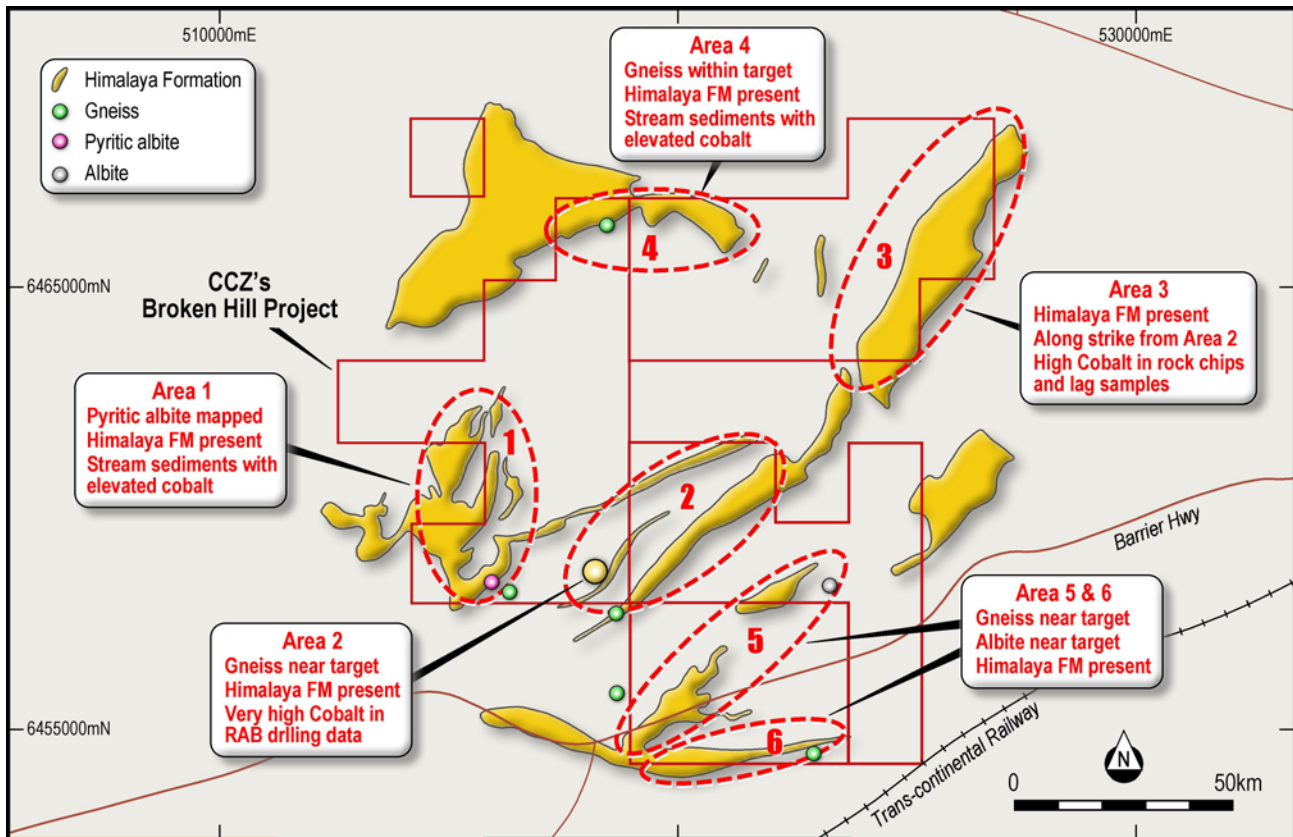 510000mE
530000mE
Himalaya Formation
Gneiss
Pyritic albite
Albite
Area 4
Gneiss within target
Himalaya FM present
Stream sediments with
elevated cobalt
4
3
6465000mN
CCZ's
Broken Hill Project
Area 3
Himalaya FM present
Along strike from Area 2
High Cobalt in rock chips
and lag samples
Area 1
Pyritic albite mapped
Himalaya FM present
Stream sediments with
elevated cobalt
1
2
Barrier Hwy
Area 5 & 6
Gneiss near target
Albite near target
Himalaya FM present
Area 2
Gneiss near target
Himalaya FM present
Very high Cobalt in
RAB drlling data
5
6455000mN
6
Trans-continental Railway
N
0
50km